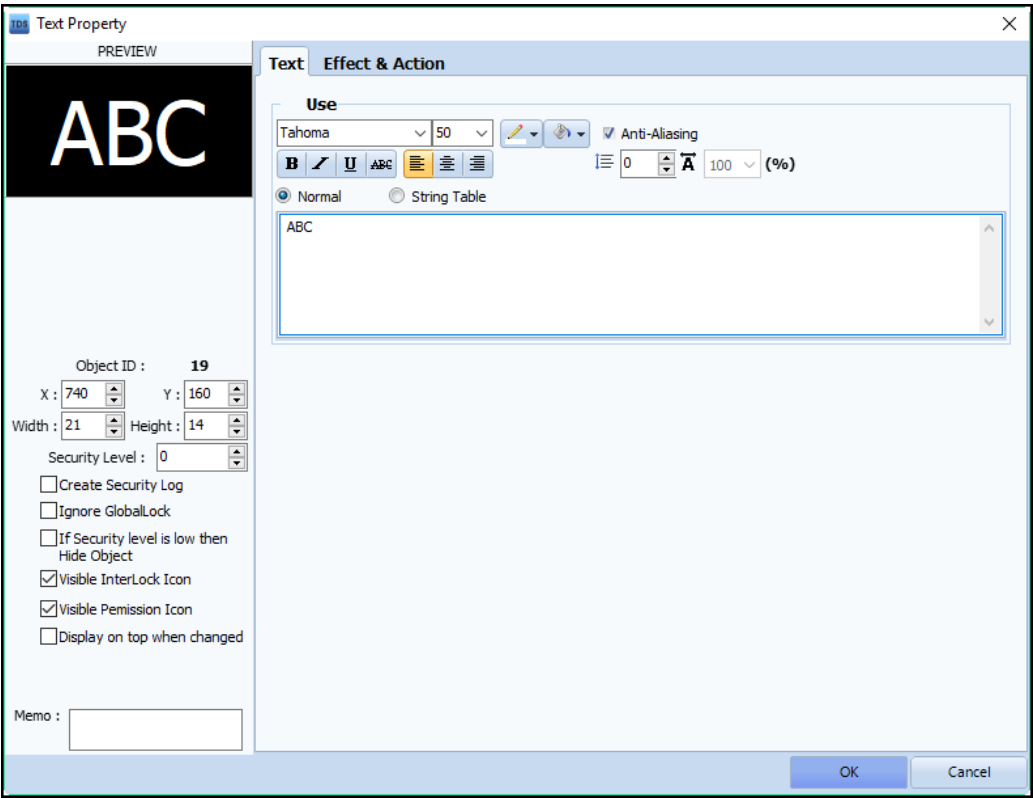 TDS Text Property
PREVIEW
ABC
Text Effect & Action
Use
Tahoma 50 Anti-Aliasing
B I U ABC 0 A 100 (%)
Normal String Table
ABC
Object ID : 19
X : 740 Y : 160
Width : 21 Height : 14
Security Level : 0
Create Security Log
Ignore GlobalLock
If Security level is low then
Hide Object
Visible InterLock Icon
Visible Pemission Icon
Display on top when changed
Memo :
OK Cancel